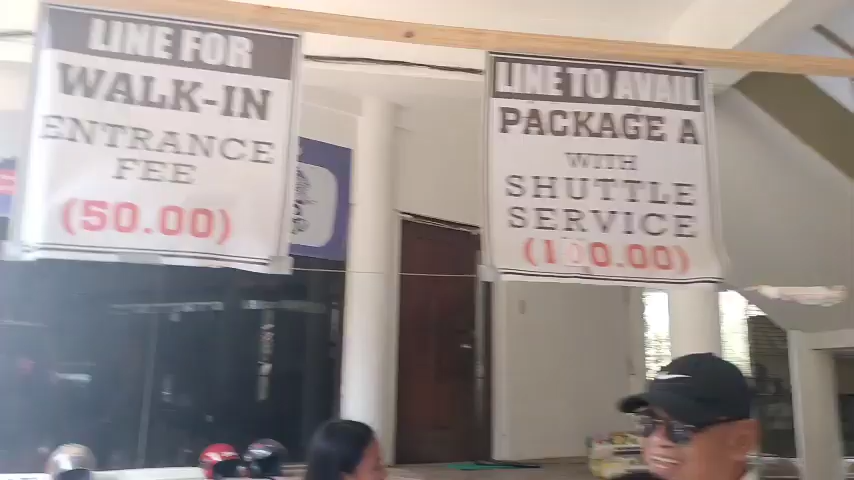 LINE FOR
WALK-IN
ENTRANCE
FEE
(50.00)
LINE TO AVAIL
PACKAGE A
WITH
SHUTTLE
SERVICE
(100.00)